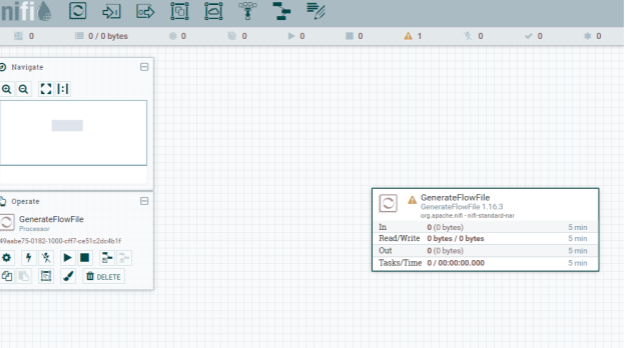 nifi
0 0 / 0 bytes 0 0 0 0 1 0 0 0
Navigate
Operate
GenerateFlowFile
Processor
49aabe75-0182-1000-cff7-ce51c2dc4b1f
DELETE
GenerateFlowFile
GenerateFlowFile 1.16.3
org.apache.nifi - nifi-standard-nar
In 0 (0 bytes) 5 min
Read/Write 0 bytes / 0 bytes 5 min
Out 0 (0 bytes) 5 min
Tasks/Time 0 / 00:00:00.000 5 min